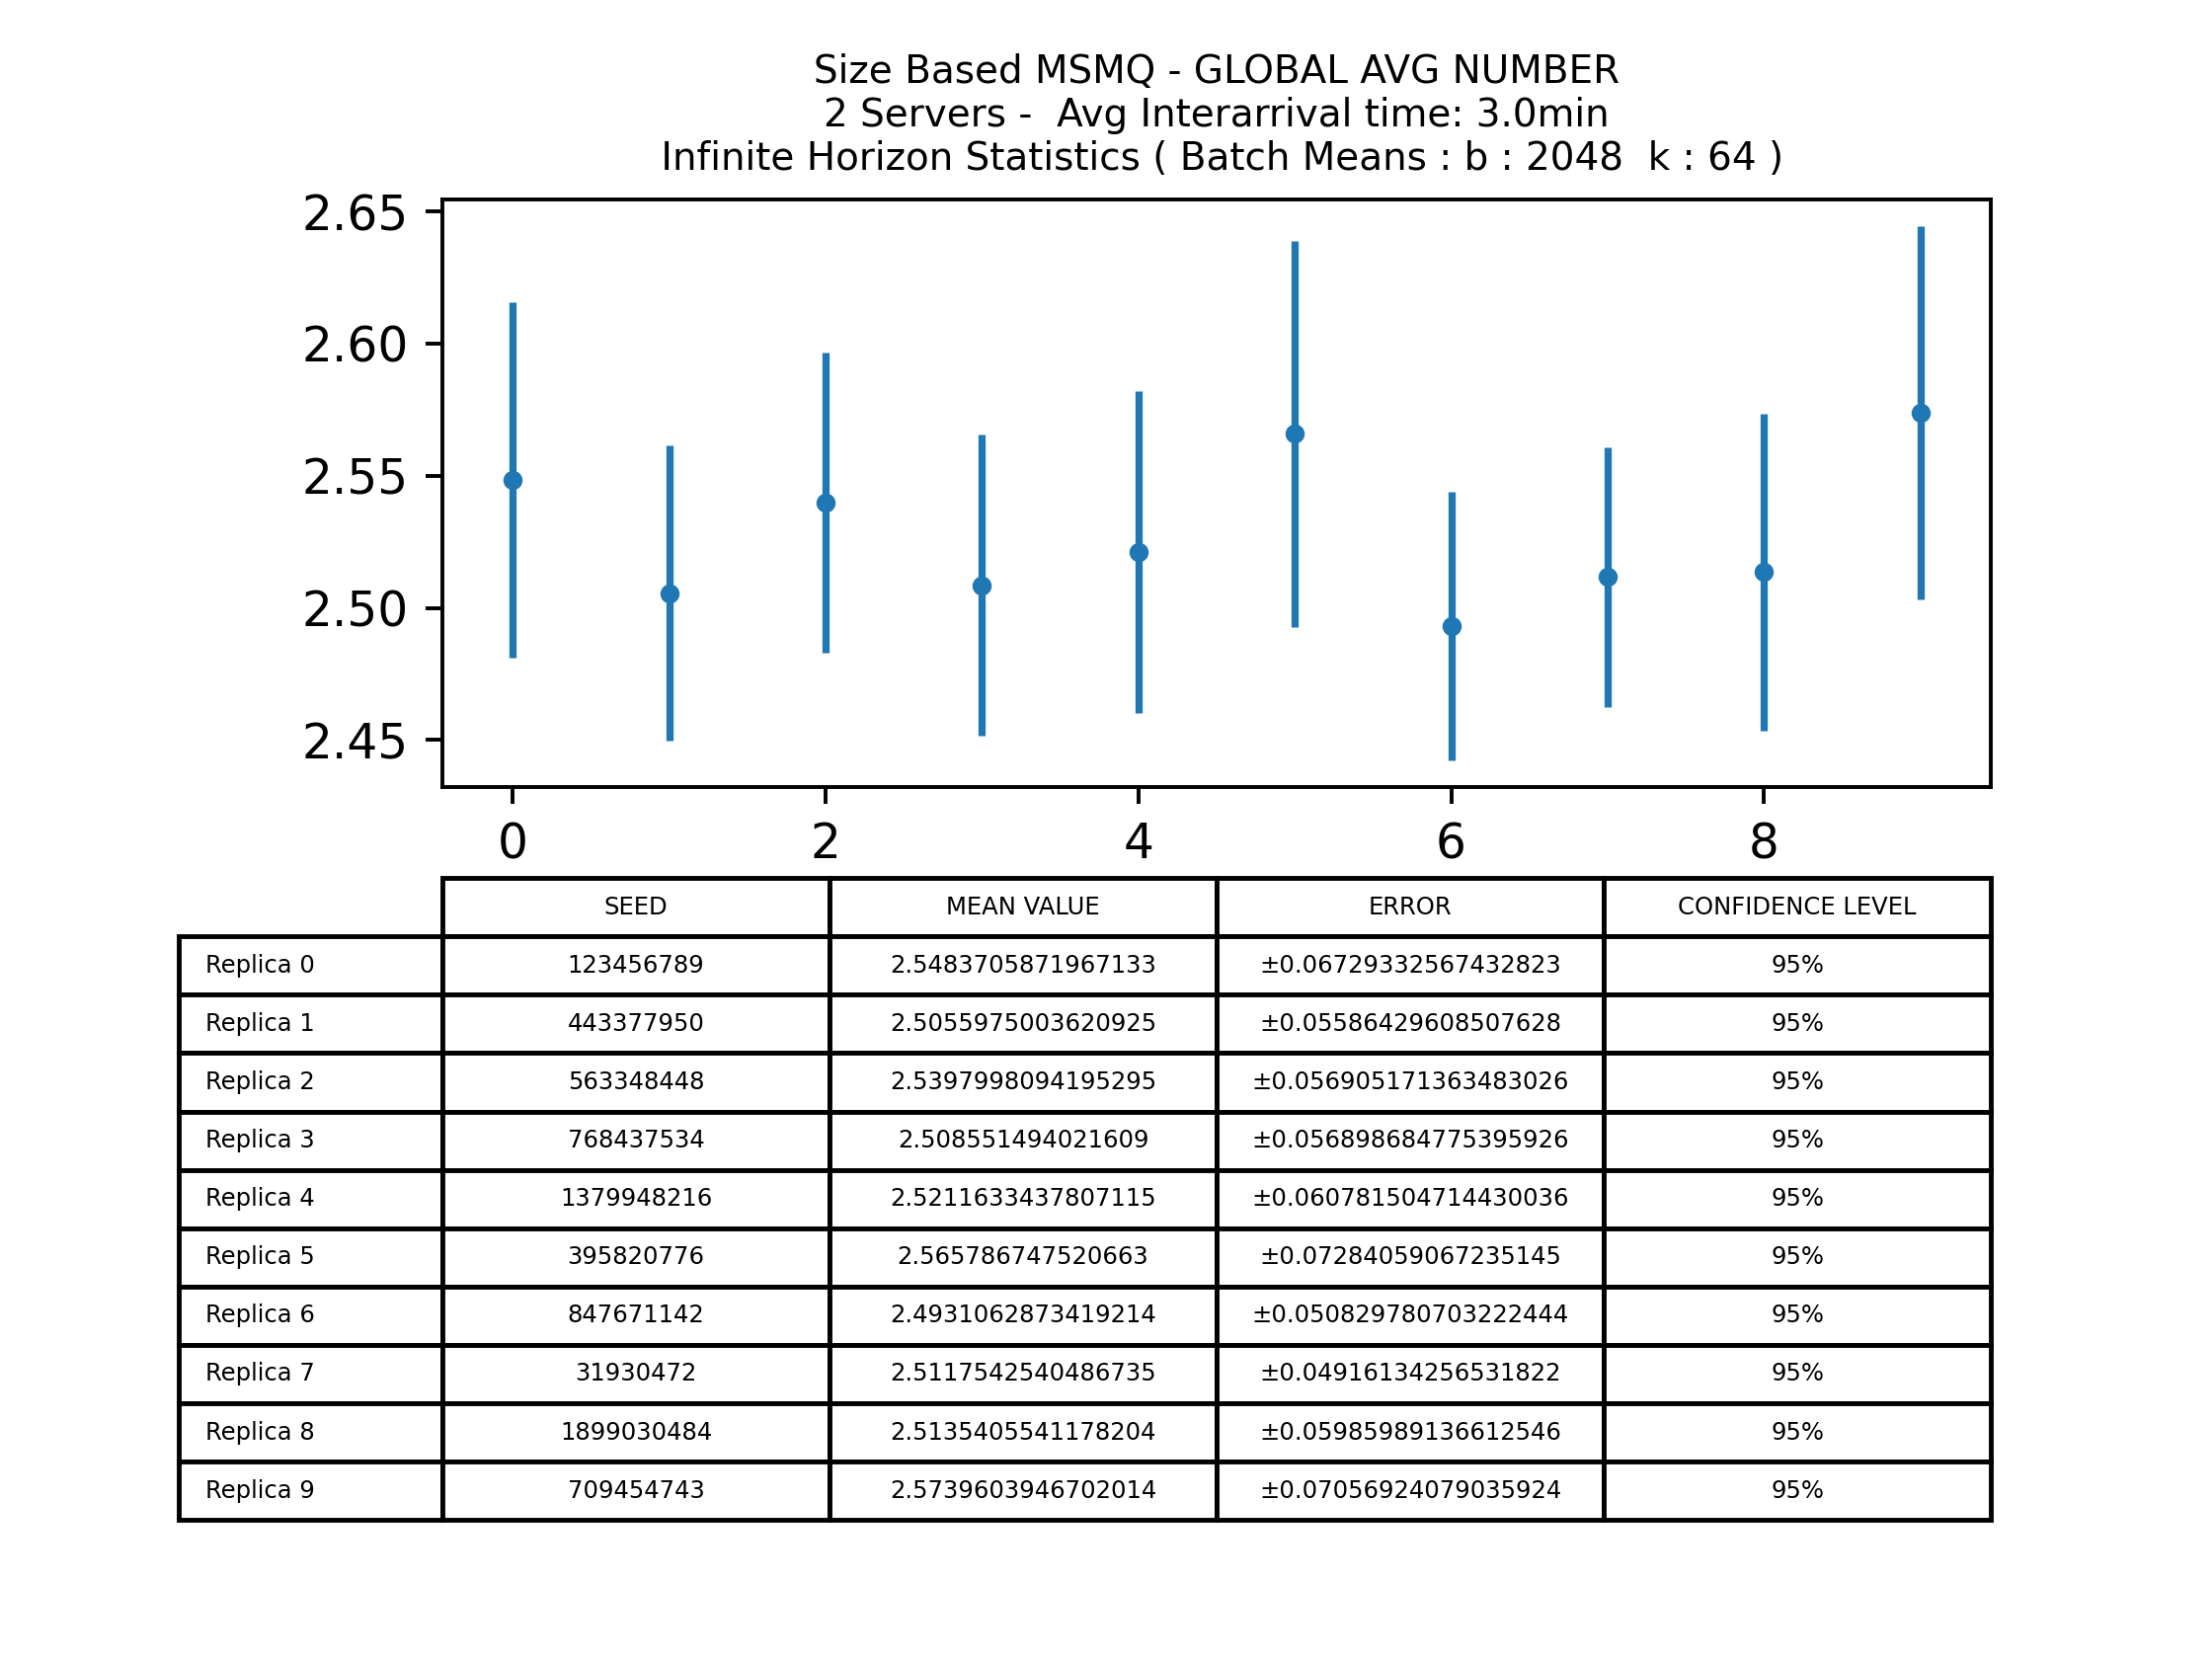 Size Based MSMQ - GLOBAL AVG NUMBER
2 Servers -  Avg Interarrival time: 3.0min
Infinite Horizon Statistics ( Batch Means : b : 2048  k : 64 )
2.65
2.60
2.55
2.50
2.45
0 2 4 6 8
SEED MEAN VALUE ERROR CONFIDENCE LEVEL
Replica 0 123456789 2.5483705871967133 ±0.06729332567432823 95%
Replica 1 443377950 2.5055975003620925 ±0.05586429608507628 95%
Replica 2 563348448 2.5397998094195295 ±0.056905171363483026 95%
Replica 3 768437534 2.508551494021609 ±0.056898684775395926 95%
Replica 4 1379948216 2.5211633437807115 ±0.060781504714430036 95%
Replica 5 395820776 2.565786747520663 ±0.07284059067235145 95%
Replica 6 847671142 2.4931062873419214 ±0.050829780703222444 95%
Replica 7 31930472 2.5117542540486735 ±0.04916134256531822 95%
Replica 8 1899030484 2.5135405541178204 ±0.05985989136612546 95%
Replica 9 709454743 2.5739603946702014 ±0.07056924079035924 95%